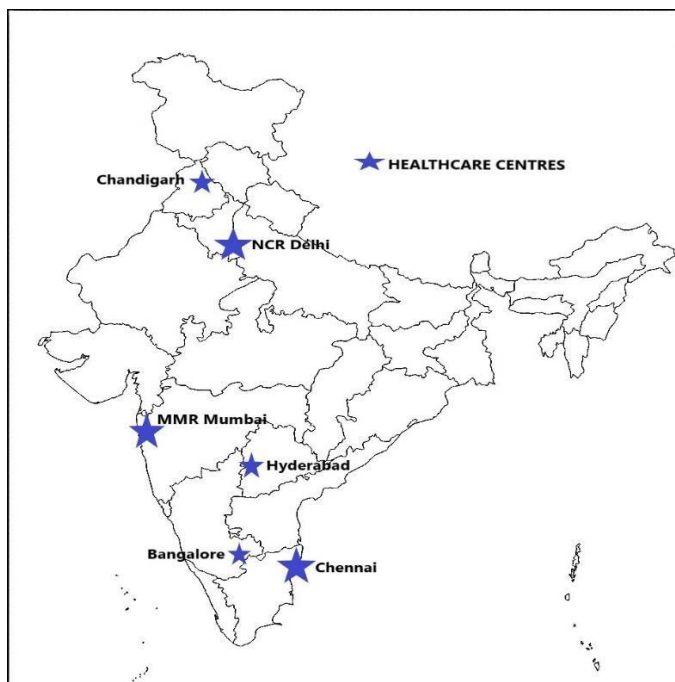 HEALTHCARE CENTRES
Chandigarh
NCR Delhi
MMR Mumbai
Hyderabad
Bangalore
Chennai